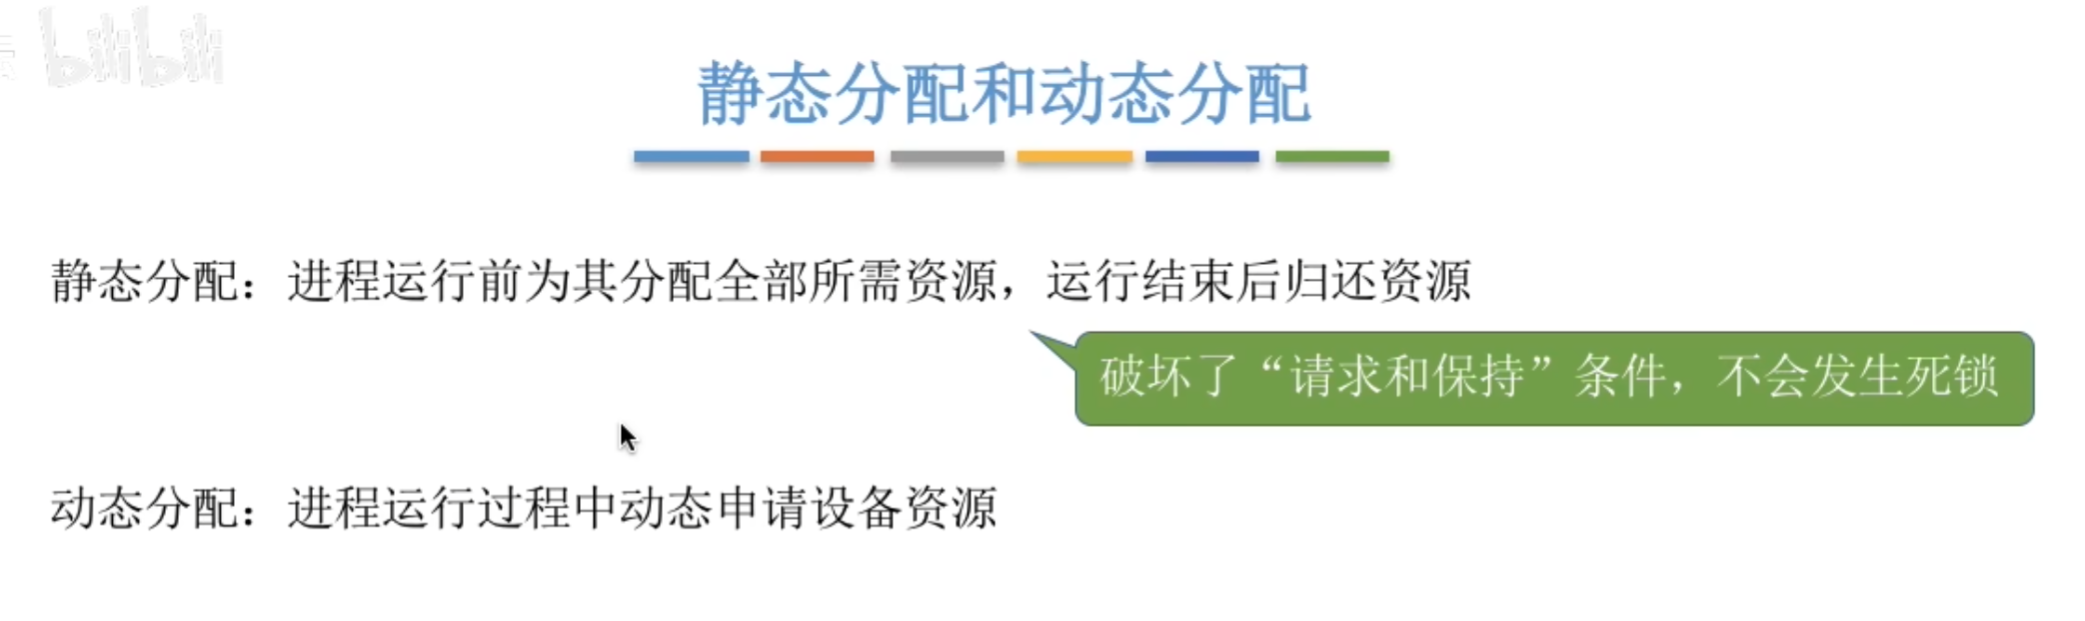 bilibili
静态分配和动态分配
静态分配：进程运行前为其分配全部所需资源，运行结束后归还资源
破坏了“请求和保持”条件，不会发生死锁
动态分配：进程运行过程中动态申请设备资源